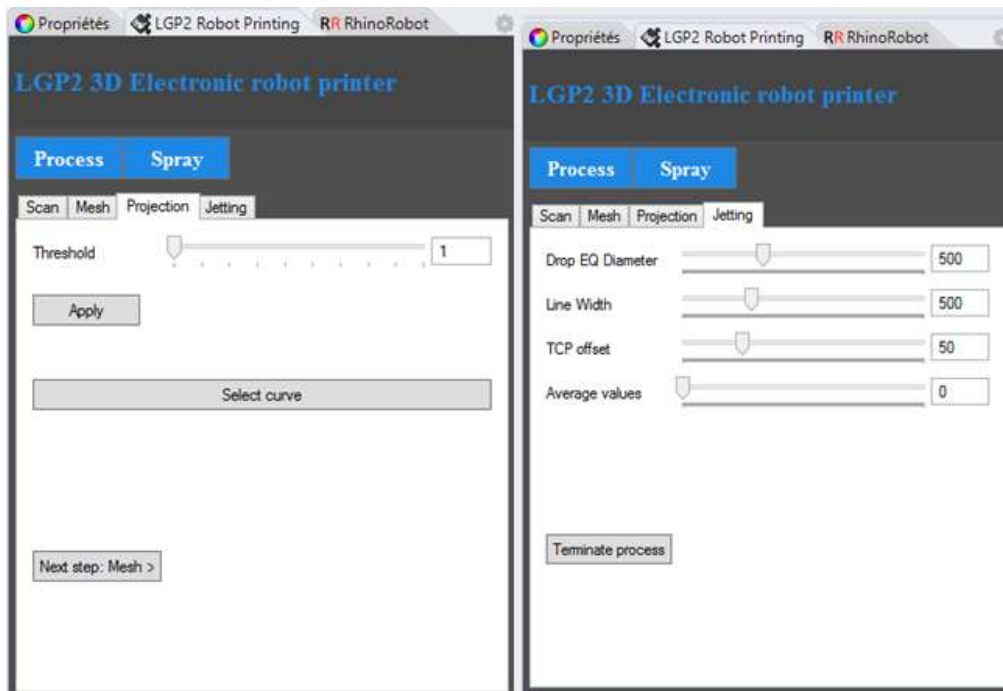 Propriétés LGP2 Robot Printing RR RhinoRobot
LGP2 3D Electronic robot printer
Process Spray
Scan Mesh Projection Jetting
Threshold 1
Apply
Select curve
Next step: Mesh >
Propriétés LGP2 Robot Printing RR RhinoRobot
LGP2 3D Electronic robot printer
Process Spray
Scan Mesh Projection Jetting
Drop EQ Diameter 500
Line Width 500
TCP offset 50
Average values 0
Terminate process